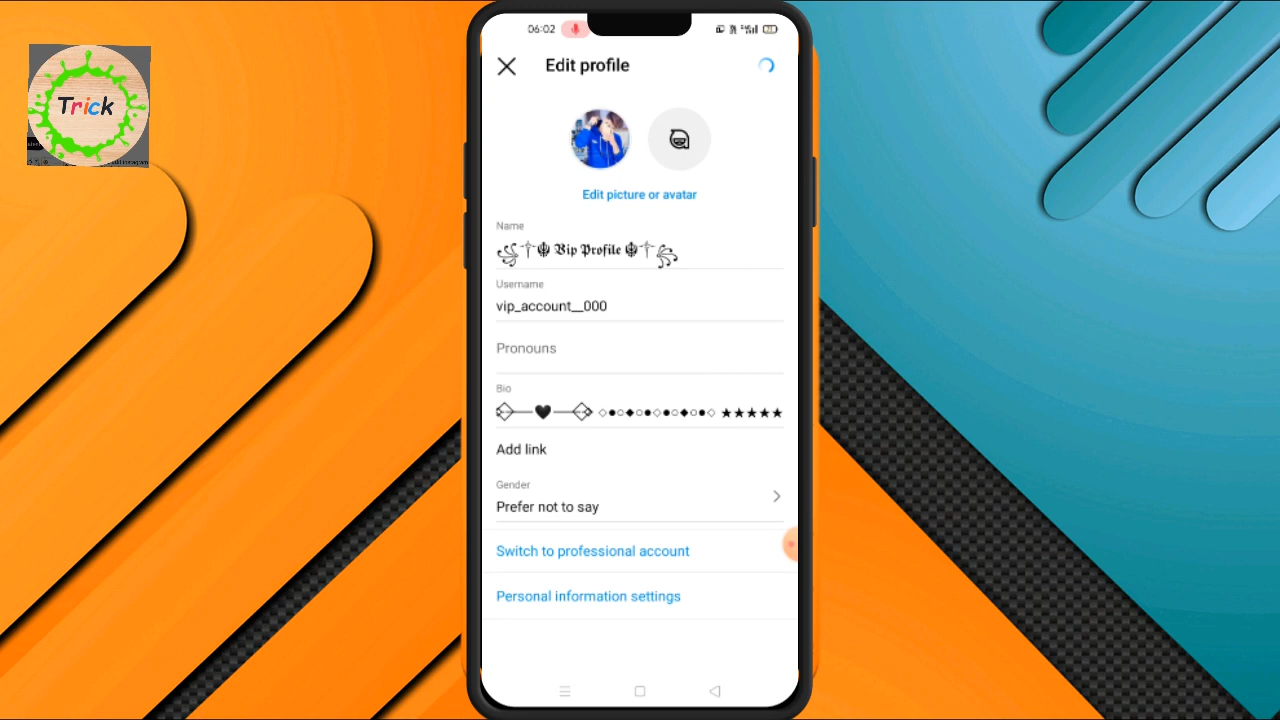 Trick
06:02
Edit profile
Edit picture or avatar
Name
꧁༒☬ 𝖁𝖎𝖕 𝕻𝖗𝖔𝖋𝖎𝖑𝖊 ☬༒꧂
Username
vip_account__000
Pronouns
Bio
◇─🖤─◇ ◇●○◆○●◇●○◆○●◇ ★★★★★
Add link
Gender
Prefer not to say
Switch to professional account
Personal information settings